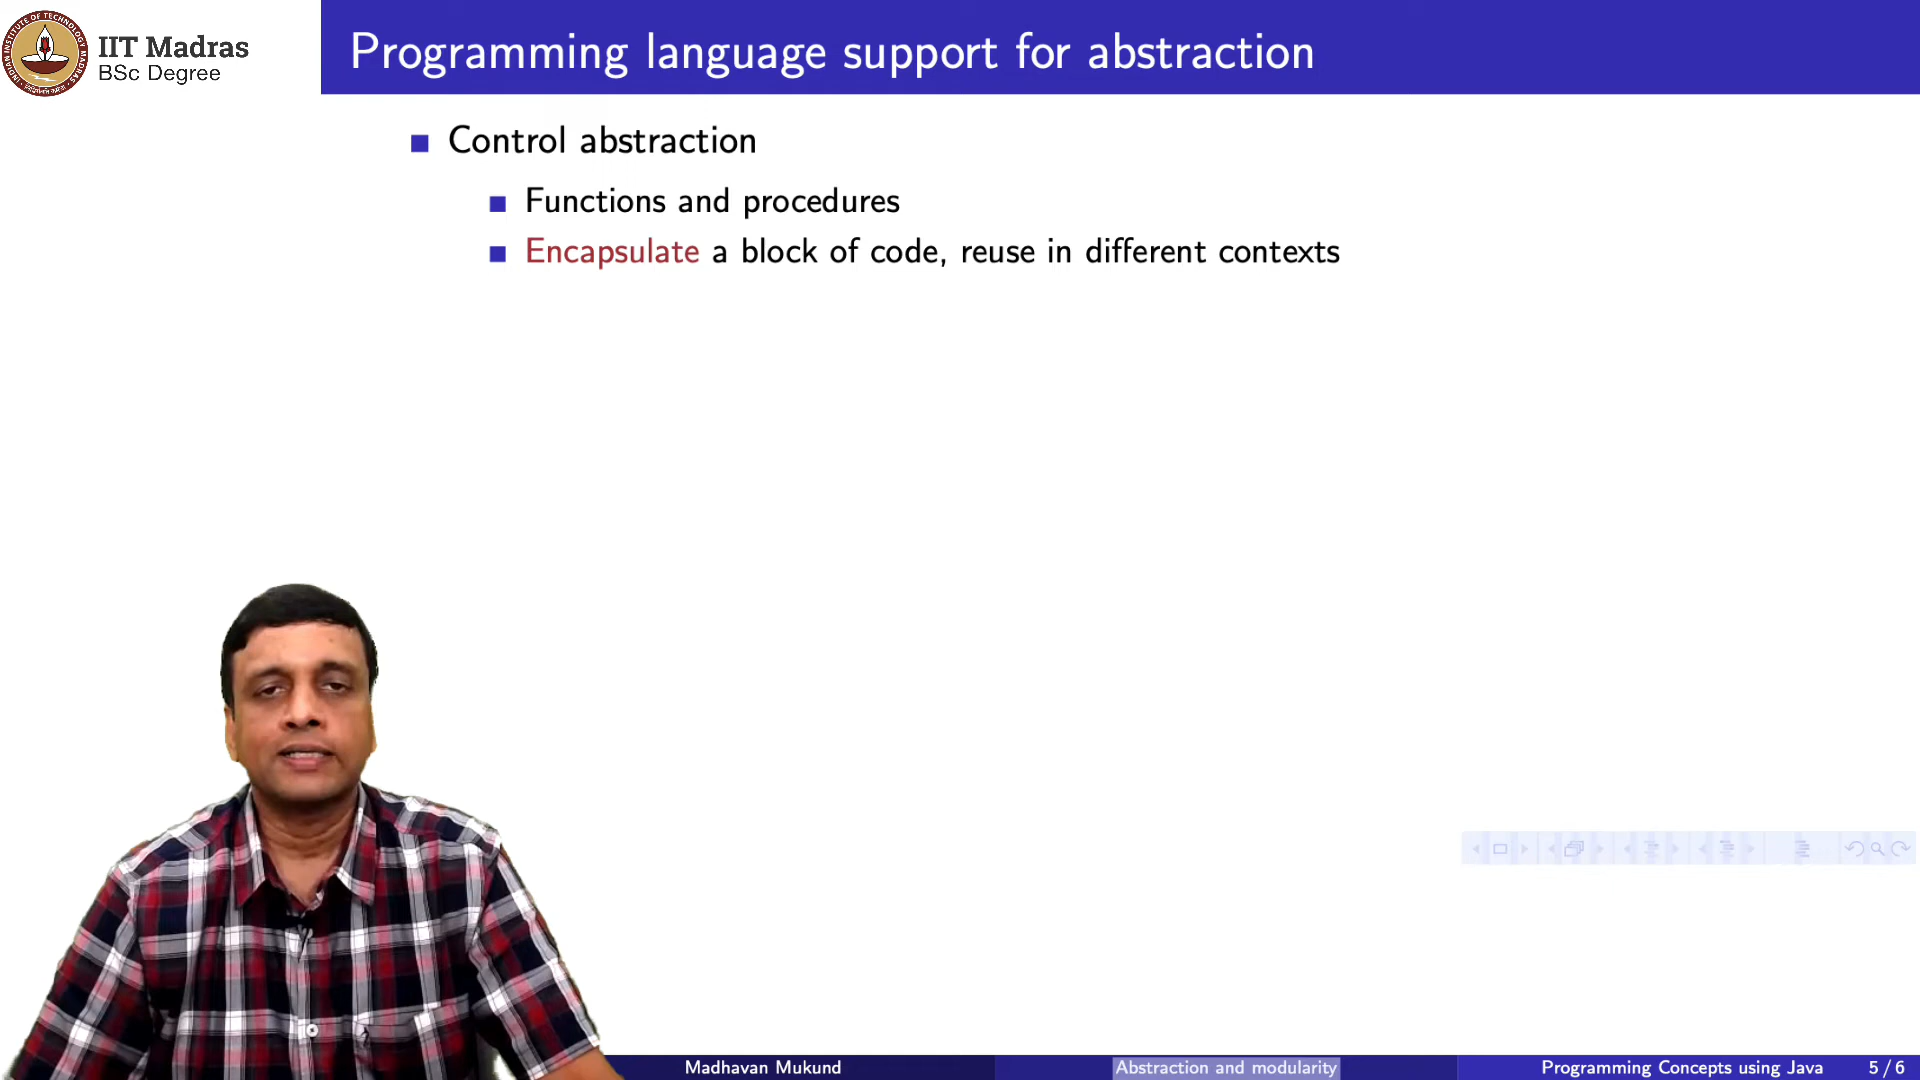 IIT Madras
BSc Degree
Programming language support for abstraction
Control abstraction
Functions and procedures
Encapsulate a block of code, reuse in different contexts
Madhavan Mukund
Abstraction and modularity
Programming Concepts using Java
5 / 6